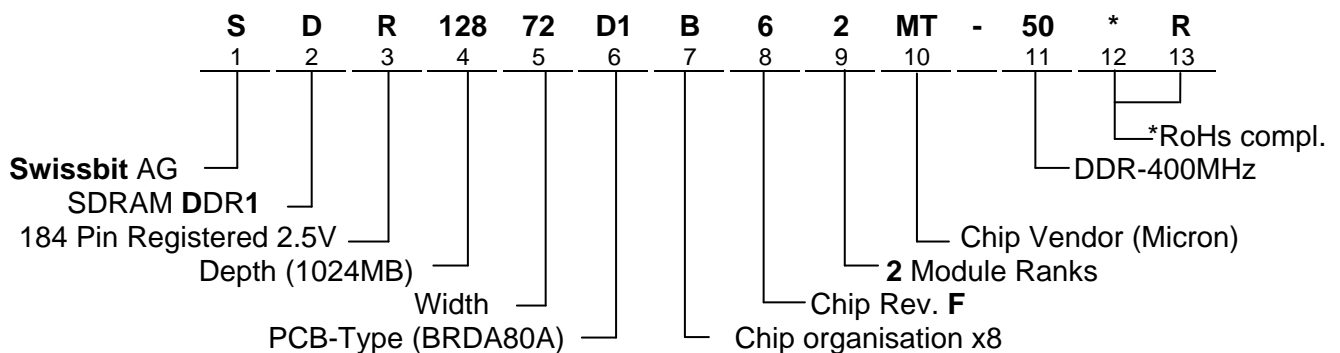 S D R 128 72 D1 B 6 2 MT - 50 * R
1 2 3 4 5 6 7 8 9 10 11 12 13
*RoHs compl.
Swissbit AG DDR-400MHz
SDRAM DDR1
184 Pin Registered 2.5V Chip Vendor (Micron)
Depth (1024MB) 2 Module Ranks
Width Chip Rev. F
PCB-Type (BRDA80A) Chip organisation x8